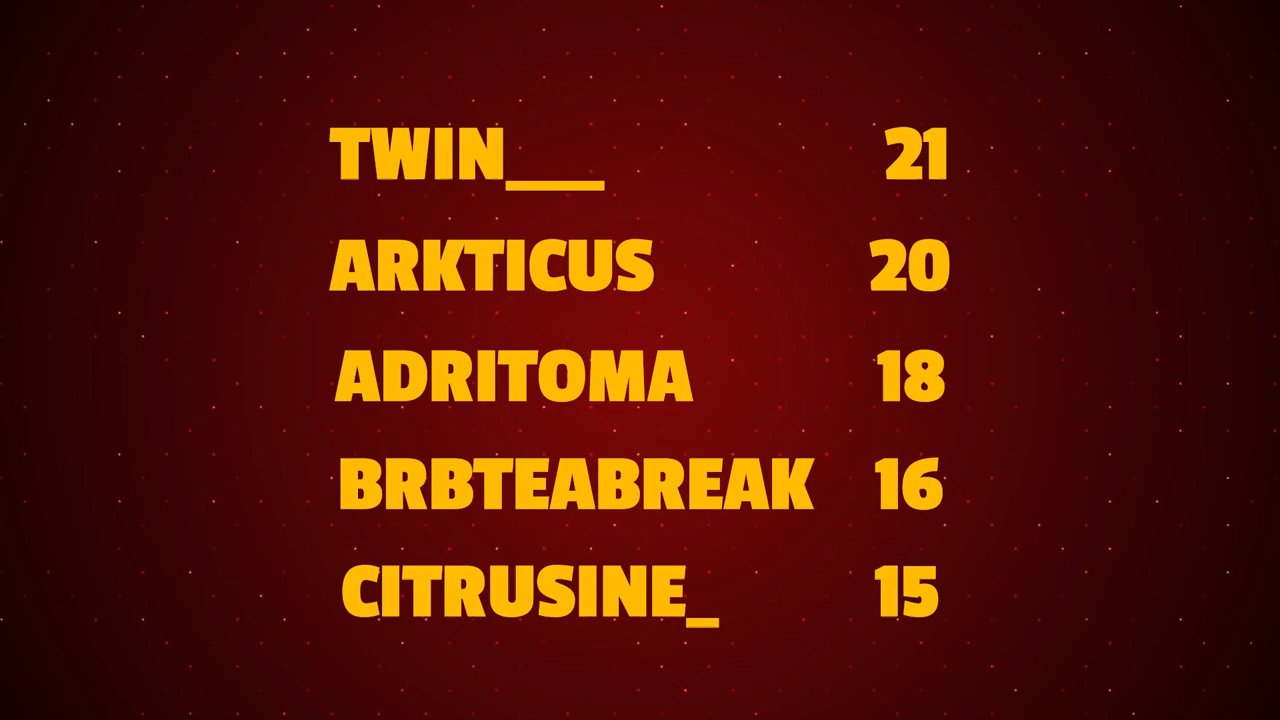 TWIN___ 21
ARKTICUS 20
ADRITOMA 18
BRBTEABREAK 16
CITRUSINE_ 15